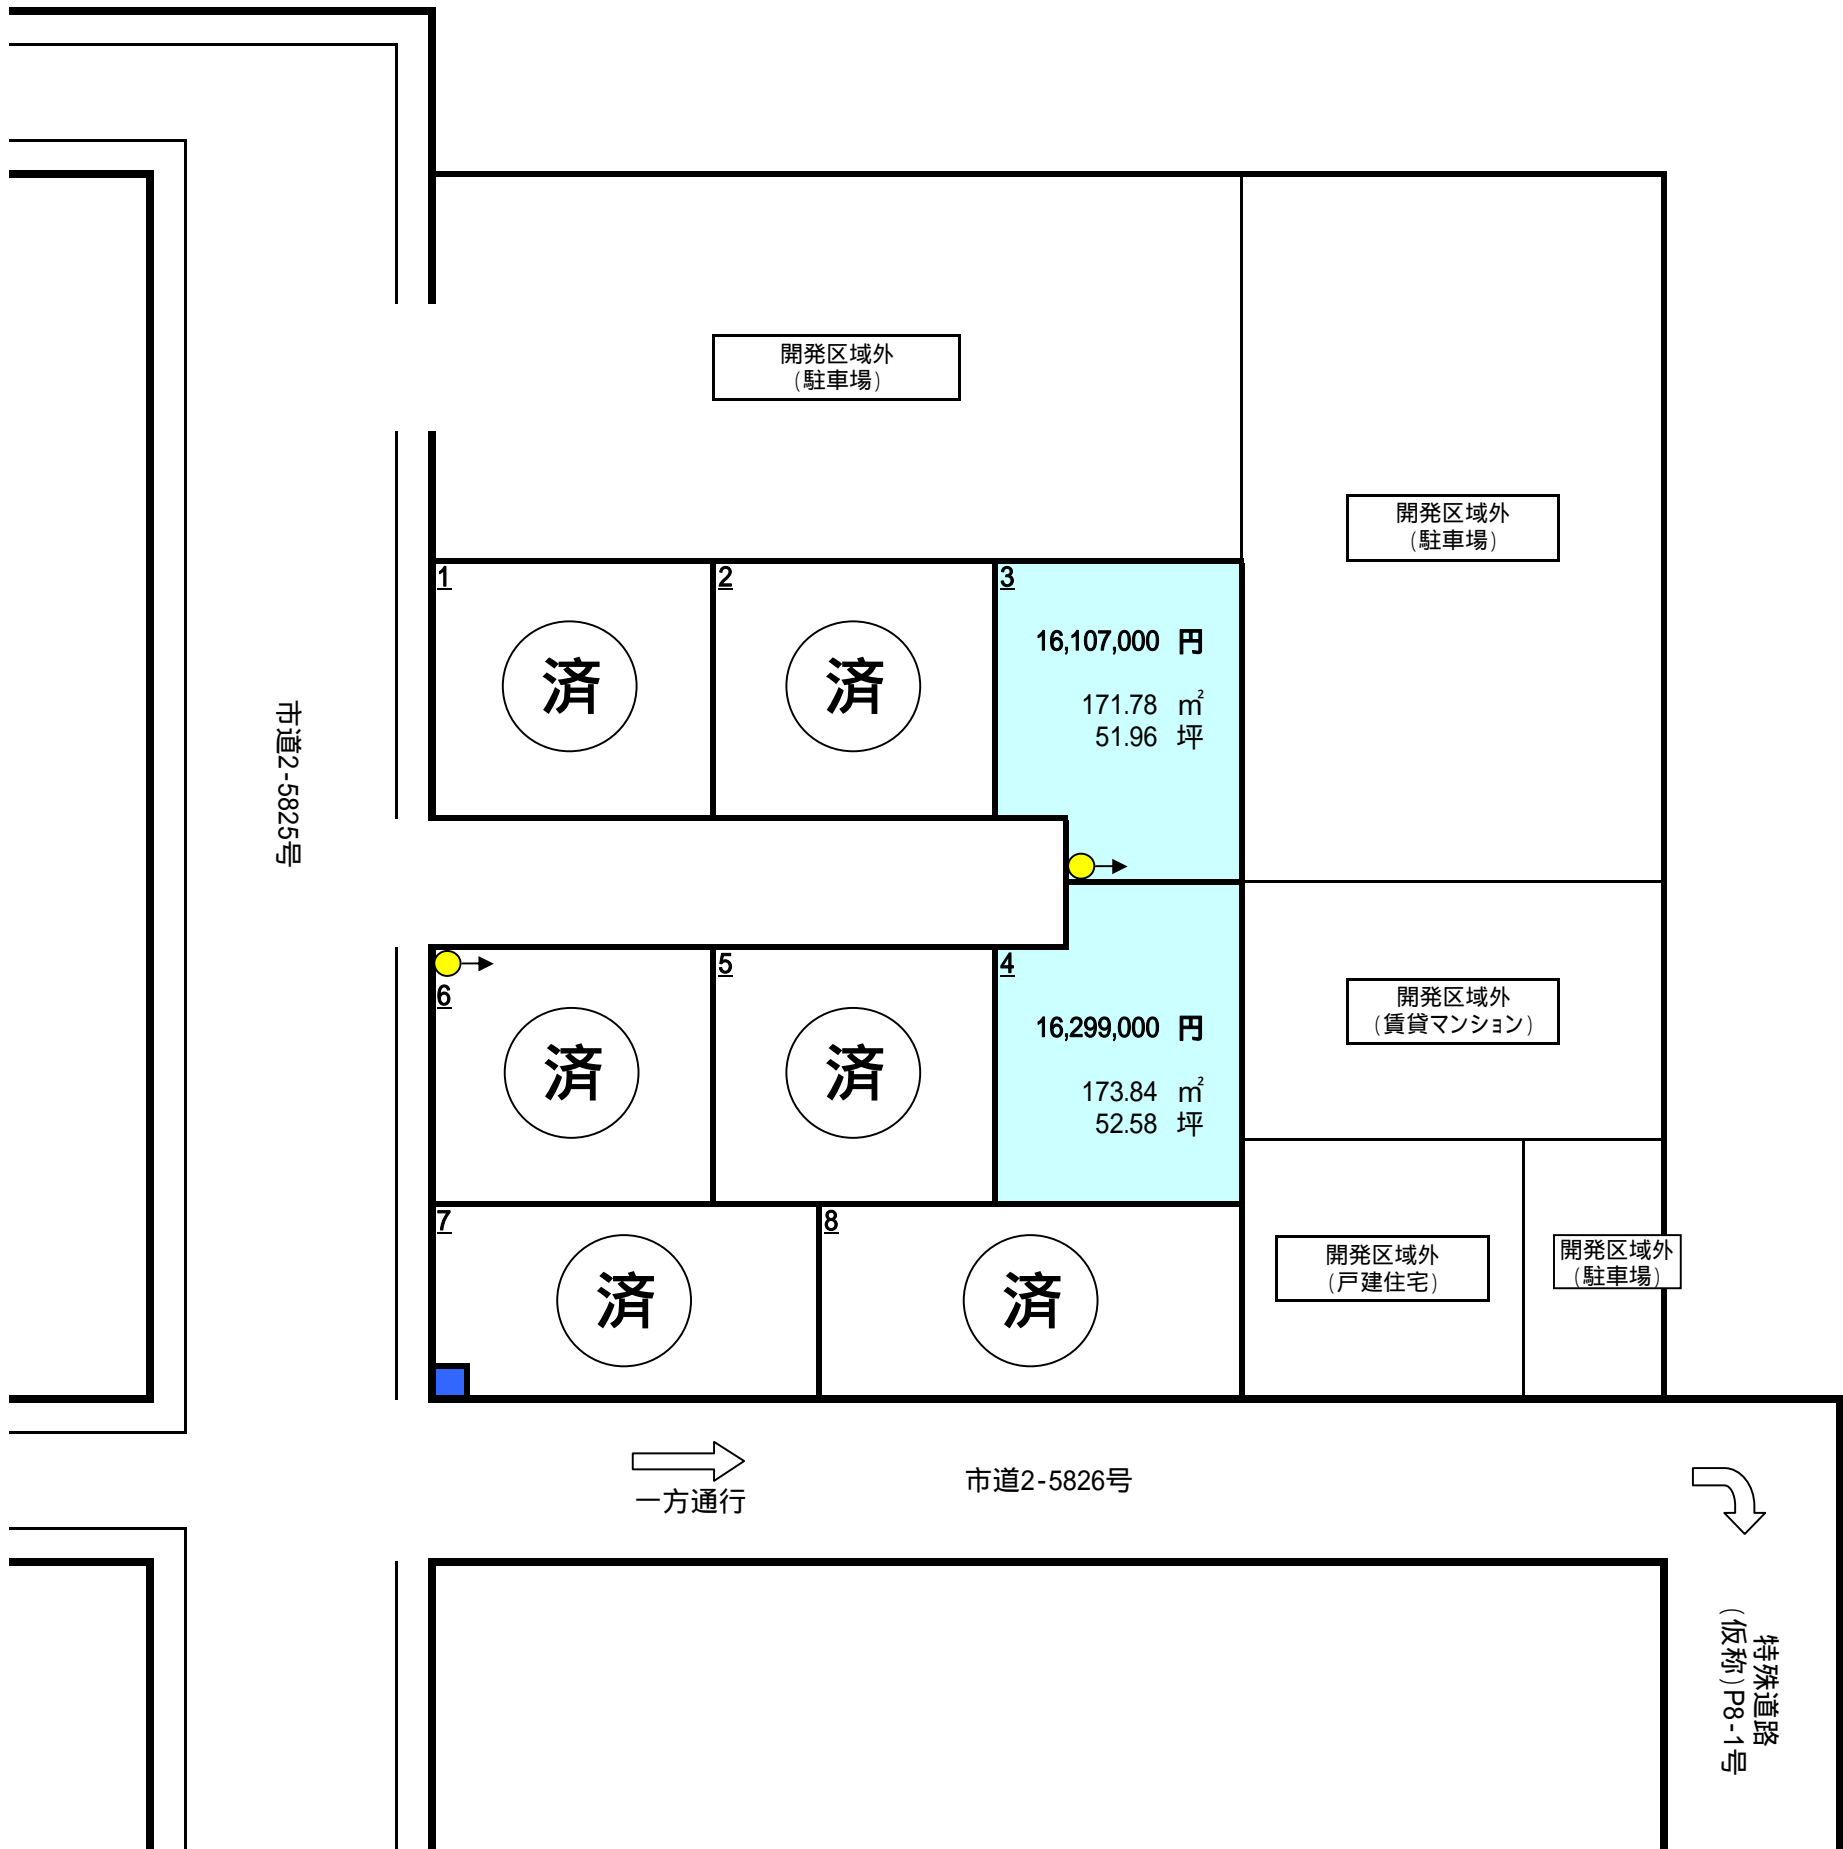 開発区域外
(駐車場)
開発区域外
(駐車場)
1
済
2
済
3
16,107,000 円
171.78 ㎡
51.96 坪
市道2-5825号
6
済
5
済
4
16,299,000 円
173.84 ㎡
52.58 坪
開発区域外
(賃貸マンション)
7
済
8
済
開発区域外
(戸建住宅)
開発区域外
(駐車場)
一方通行
市道2-5826号
特殊道路
(仮称)P8-1号